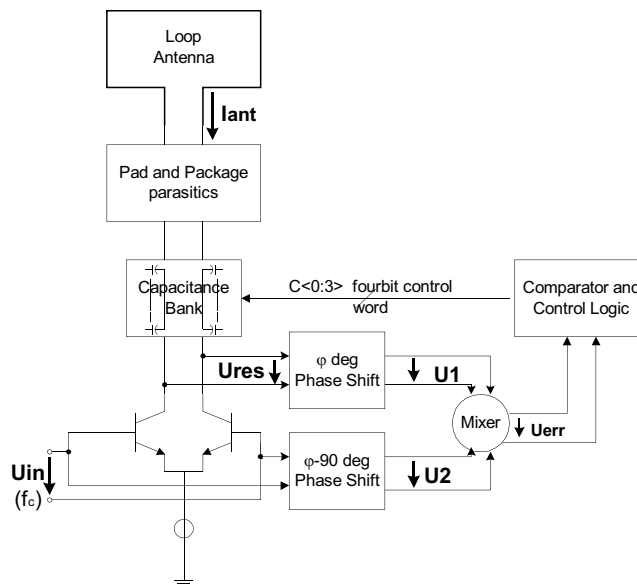 Loop
Antenna
Iant
Pad and Package
parasitics
Capacitance
Bank
C<0:3> fourbit control
word
Comparator and
Control Logic
Ures
φ deg
Phase Shift
U1
Mixer
Uerr
Uin
(fc)
φ-90 deg
Phase Shift
U2